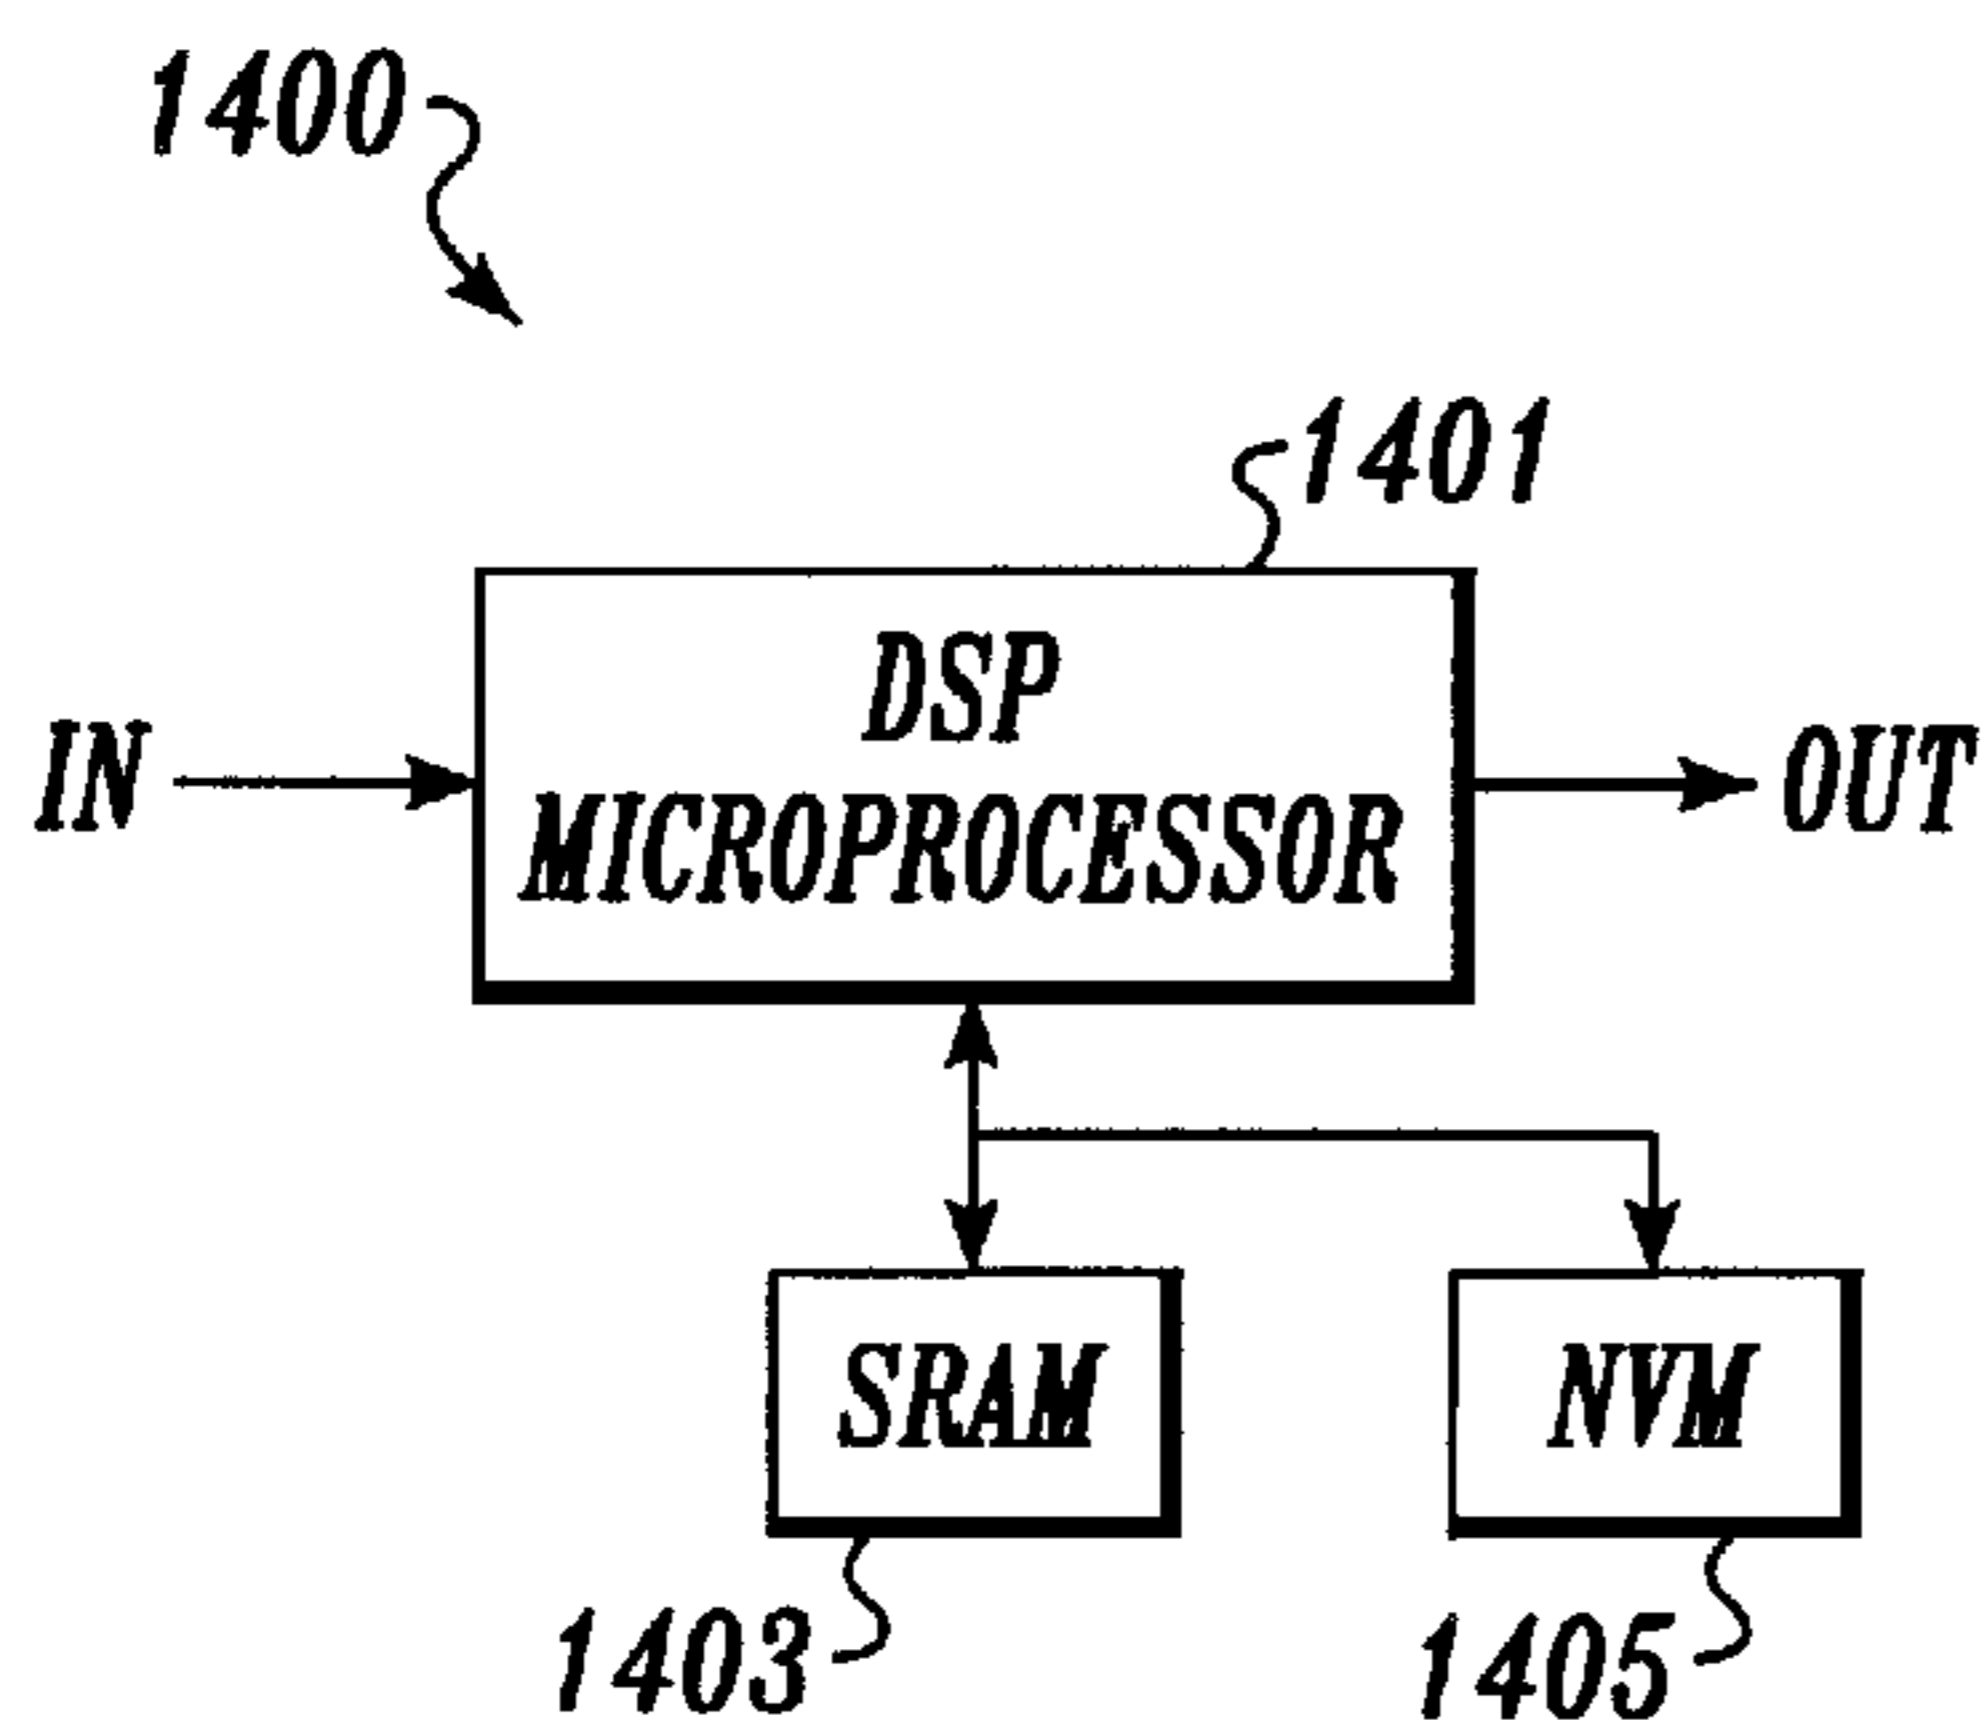 1400
1401
DSP
MICROPROCESSOR
IN
OUT
SRAM
NVM
1403
1405